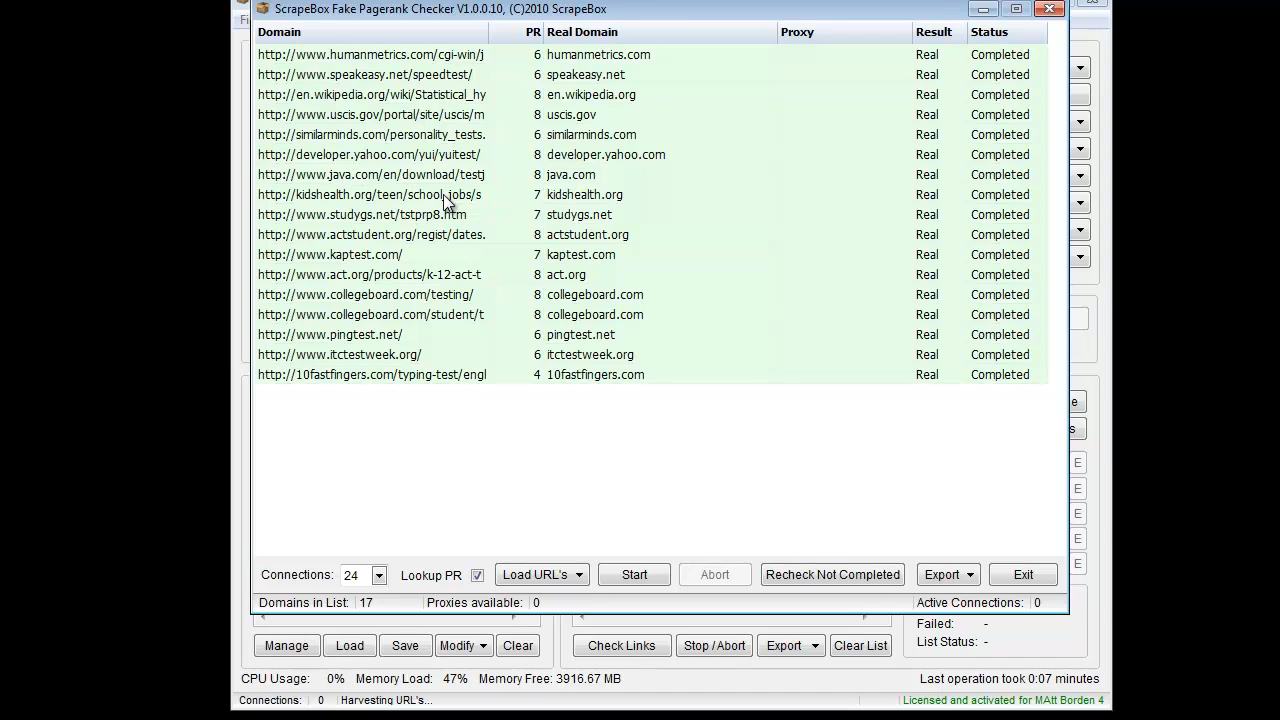 ScrapeBox Fake Pagerank Checker V1.0.0.10, (C)2010 ScrapeBox
Domain PR Real Domain Proxy Result Status
http://www.humanmetrics.com/cgi-win/j 6 humanmetrics.com Real Completed
http://www.speakeasy.net/speedtest/ 6 speakeasy.net Real Completed
http://en.wikipedia.org/wiki/Statistical_hy 8 en.wikipedia.org Real Completed
http://www.uscis.gov/portal/site/uscis/m 8 uscis.gov Real Completed
http://similarminds.com/personality_tests. 6 similarminds.com Real Completed
http://developer.yahoo.com/yui/yuitest/ 8 developer.yahoo.com Real Completed
http://www.java.com/en/download/testj 8 java.com Real Completed
http://kidshealth.org/teen/school_jobs/s 7 kidshealth.org Real Completed
http://www.studygs.net/tstprp8.htm 7 studygs.net Real Completed
http://www.actstudent.org/regist/dates. 8 actstudent.org Real Completed
http://www.kaptest.com/ 7 kaptest.com Real Completed
http://www.act.org/products/k-12-act-t 8 act.org Real Completed
http://www.collegeboard.com/testing/ 8 collegeboard.com Real Completed
http://www.collegeboard.com/student/t 8 collegeboard.com Real Completed
http://www.pingtest.net/ 6 pingtest.net Real Completed
http://www.itctestweek.org/ 6 itctestweek.org Real Completed
http://10fastfingers.com/typing-test/engl 4 10fastfingers.com Real Completed
E
E
E
E
E
Connections: 24 Lookup PR Load URL's Start Abort Recheck Not Completed Export Exit
Domains in List: 17 Proxies available: 0 Active Connections: 0
Failed: -
List Status: -
Manage Load Save Modify Clear Check Links Stop / Abort Export Clear List
CPU Usage: 0% Memory Load: 47% Memory Free: 3916.67 MB Last operation took 0:07 minutes
Connections: 0 Harvesting URL's... Licensed and activated for MAtt Borden 4